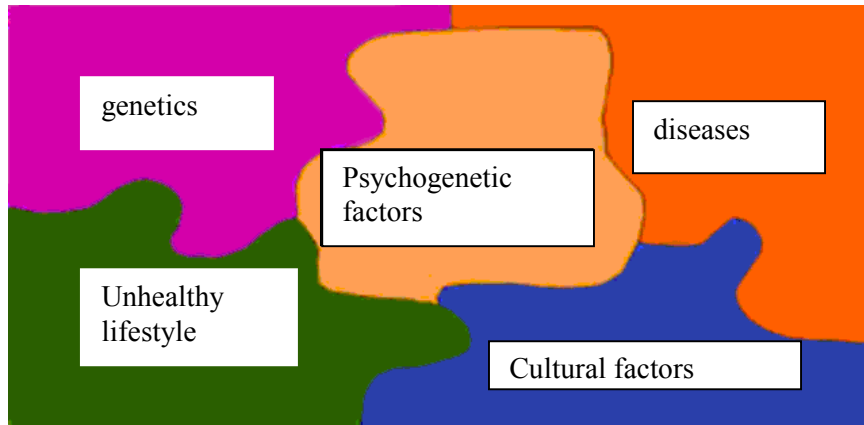 genetics
diseases
Psychogenetic
factors
Unhealthy
lifestyle
Cultural factors